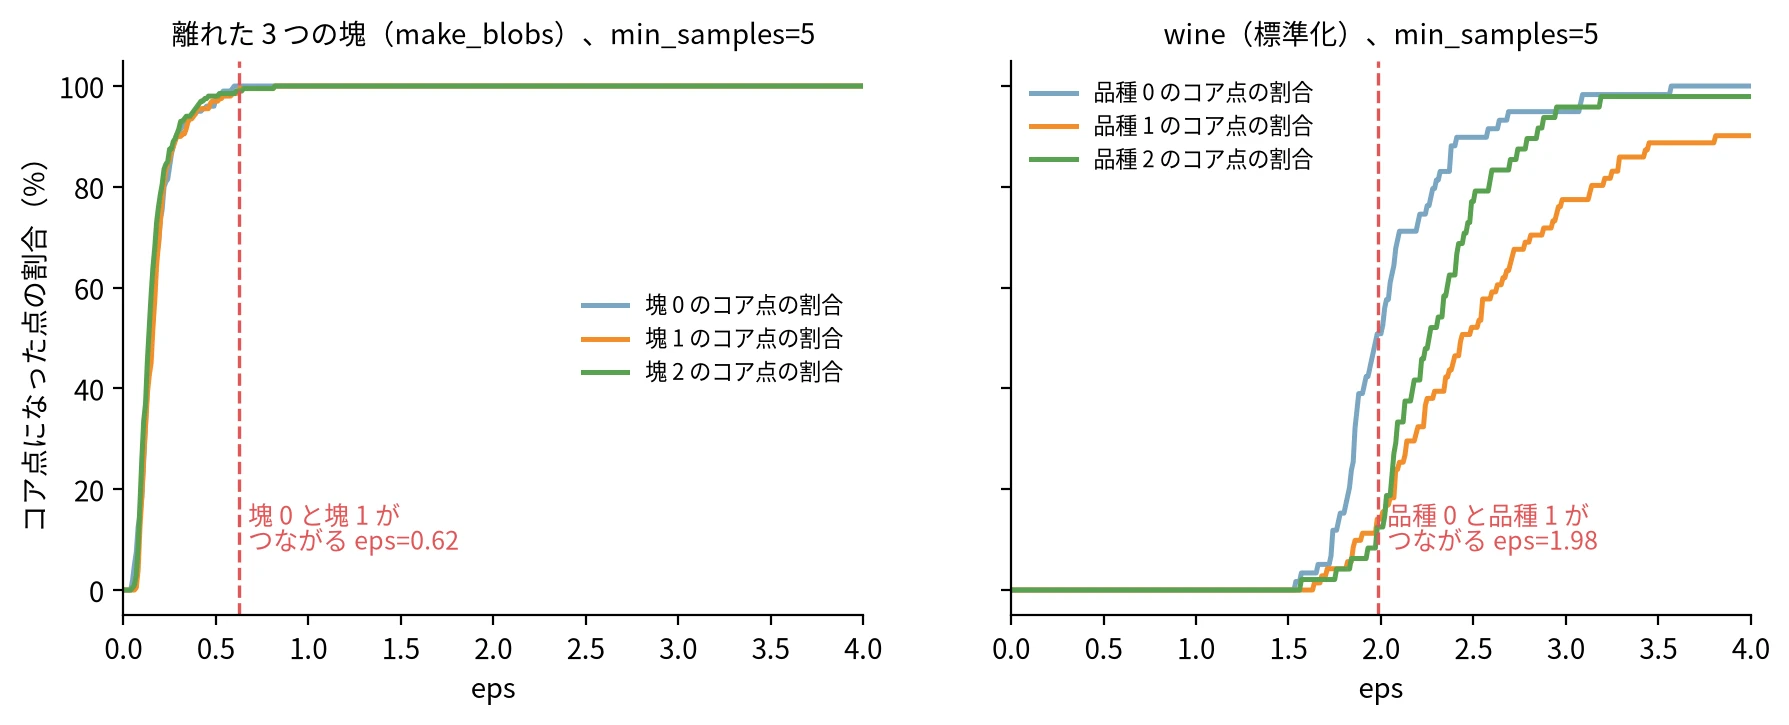 離れた 3 つの塊（make_blobs）、min_samples=5
コア点になった点の割合（%）
100
80
60
40
20
0
塊 0 のコア点の割合
塊 1 のコア点の割合
塊 2 のコア点の割合
塊 0 と塊 1 が
つながる eps=0.62
0.0 0.5 1.0 1.5 2.0 2.5 3.0 3.5 4.0
eps
wine（標準化）、min_samples=5
品種 0 のコア点の割合
品種 1 のコア点の割合
品種 2 のコア点の割合
品種 0 と品種 1 が
つながる eps=1.98
0.0 0.5 1.0 1.5 2.0 2.5 3.0 3.5 4.0
eps